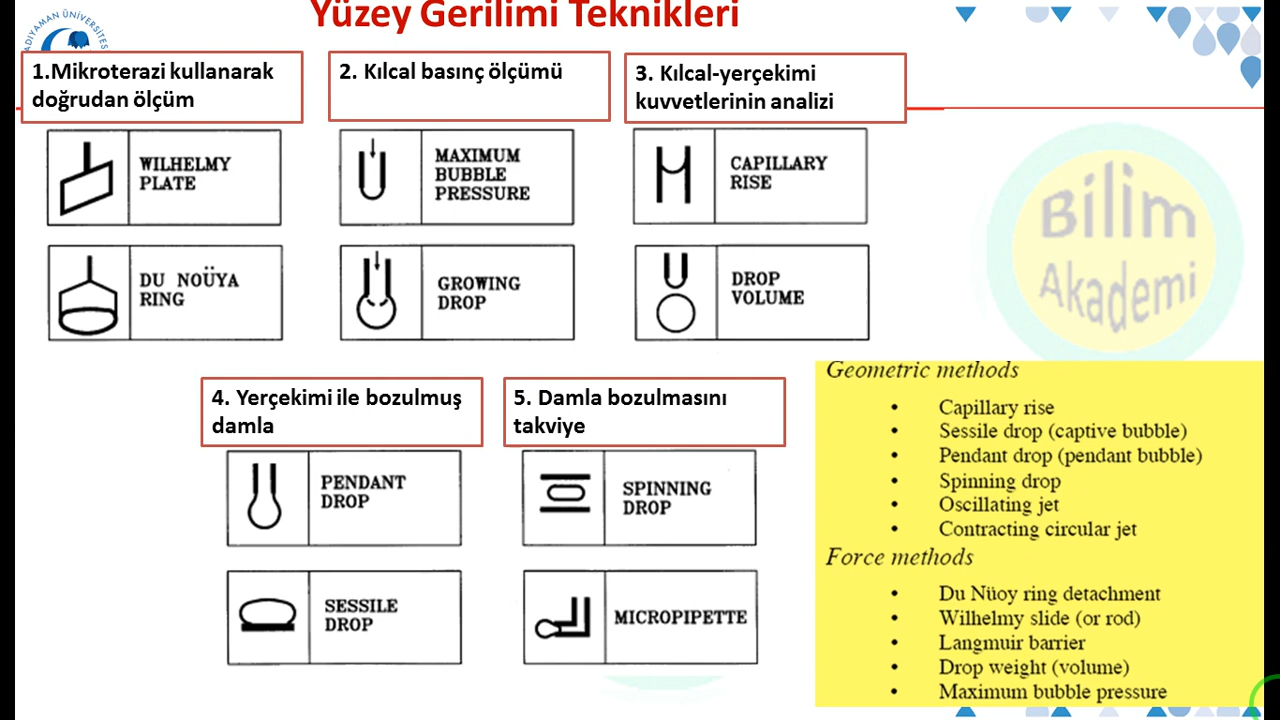 Yüzey Gerilimi Teknikleri
ADIYAMAN ÜNİVERSİTES
1.Mikroterazi kullanarak
doğrudan ölçüm
2. Kılcal basınç ölçümü
3. Kılcal-yerçekimi
kuvvetlerinin analizi
WILHELMY
PLATE
MAXIMUM
BUBBLE
PRESSURE
CAPILLARY
RISE
DU NOÜYA
RING
GROWING
DROP
DROP
VOLUME
Bilim
Akademi
4. Yerçekimi ile bozulmuş
damla
5. Damla bozulmasını
takviye
PENDANT
DROP
SPINNING
DROP
SESSILE
DROP
MICROPIPETTE
Geometric methods
• Capillary rise
• Sessile drop (captive bubble)
• Pendant drop (pendant bubble)
• Spinning drop
• Oscillating jet
• Contracting circular jet
Force methods
• Du Nüoy ring detachment
• Wilhelmy slide (or rod)
• Langmuir barrier
• Drop weight (volume)
• Maximum bubble pressure